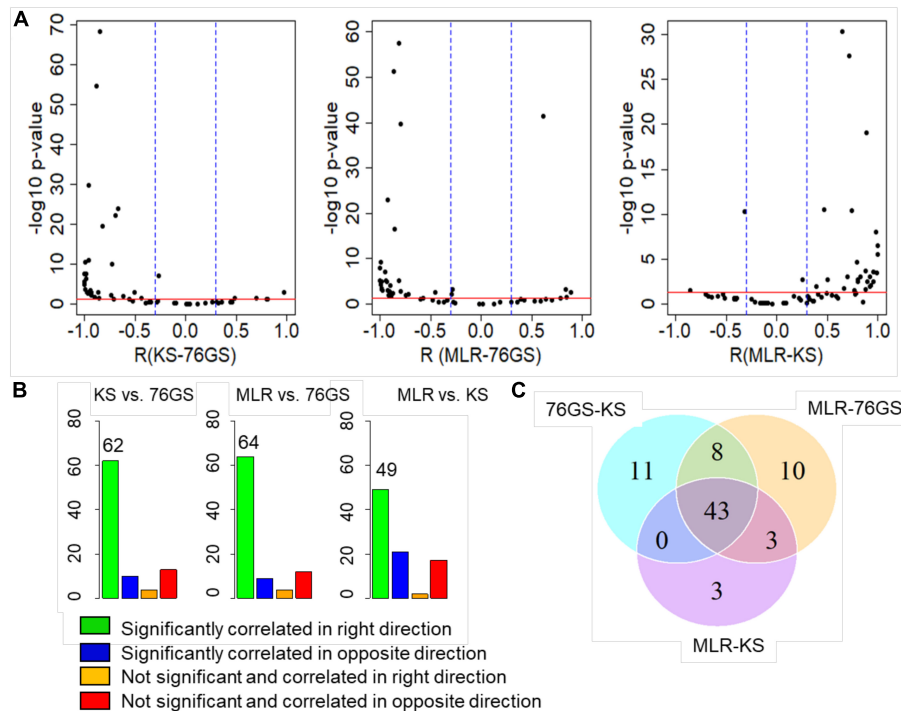 A
-log10 p-value
70
60
50
40
30
20
10
0
-1.0 -0.5 0.0 0.5 1.0
R(KS-76GS)
-log10 p-value
60
50
40
30
20
10
0
-1.0 -0.5 0.0 0.5 1.0
R (MLR-76GS)
-log10 p-value
30
25
20
15
10
5
0
-1.0 -0.5 0.0 0.5 1.0
R(MLR-KS)
B
KS vs. 76GS
80
60
40
20
0
62
MLR vs. 76GS
80
60
40
20
0
64
MLR vs. KS
80
60
40
20
0
49
Significantly correlated in right direction
Significantly correlated in opposite direction
Not significant and correlated in right direction
Not significant and correlated in opposite direction
C
76GS-KS
MLR-76GS
11
8
10
43
0
3
3
MLR-KS